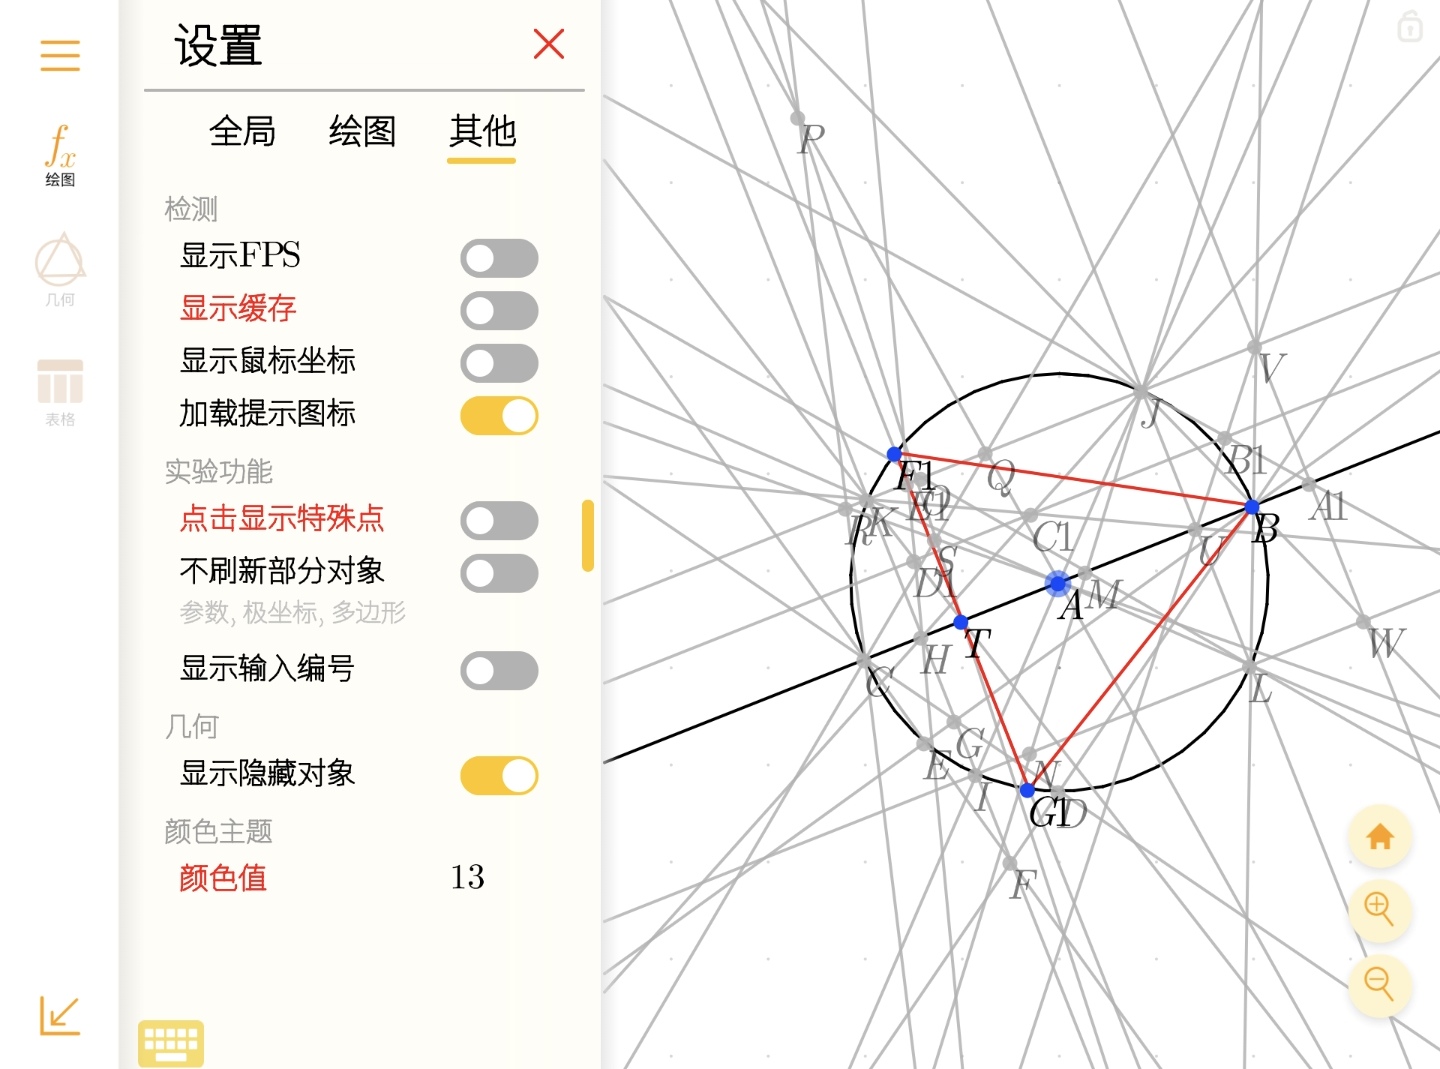 设置
全局 绘图 其他
检测
显示FPS
显示缓存
显示鼠标坐标
加载提示图标
实验功能
点击显示特殊点
不刷新部分对象
参数, 极坐标, 多边形
显示输入编号
几何
显示隐藏对象
颜色主题
颜色值 13
fx
绘图
几何
表格
P
V
J
B1
F1
Q
A1
R
K
C1
B
U
S
D1
M
A
T
H
W
C
L
G
E
N
I
G1
D
F